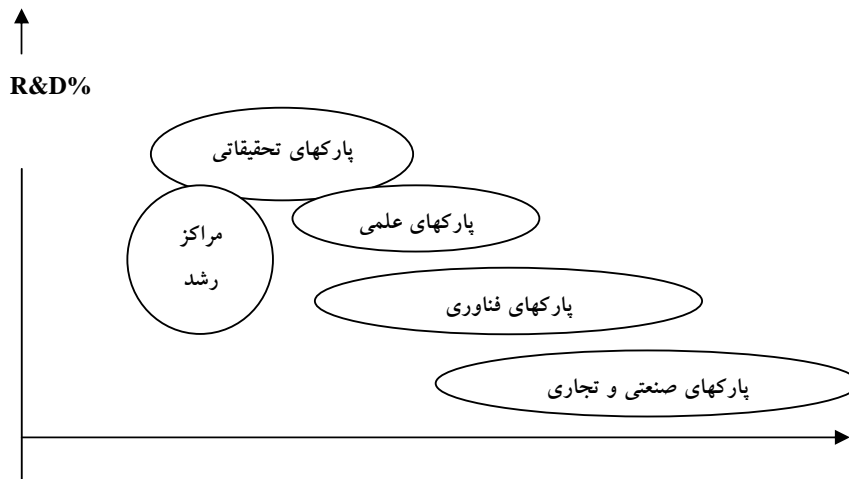 R&D%
پارکهای تحقیقاتی
مراکز
رشد
پارکهای علمی
پارکهای فناوری
پارکهای صنعتی و تجاری